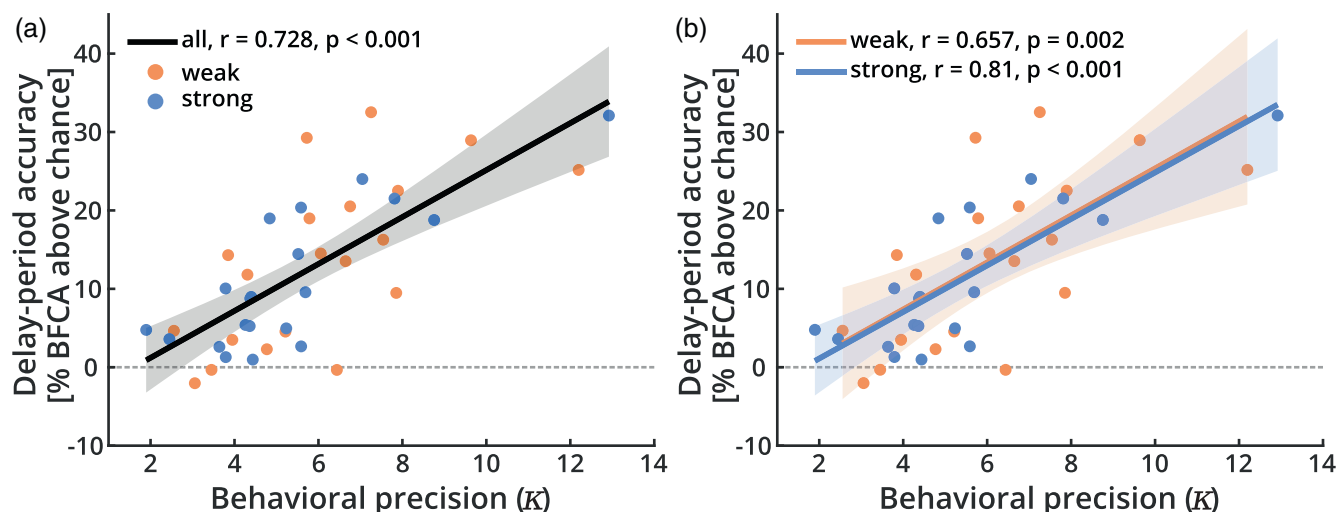 (a)
all, r = 0.728, p < 0.001
weak
strong
Delay-period accuracy
[% BFCA above chance]
40
30
20
10
0
-10
2 4 6 8 10 12 14
Behavioral precision (K)
(b)
weak, r = 0.657, p = 0.002
strong, r = 0.81, p < 0.001
Delay-period accuracy
[% BFCA above chance]
40
30
20
10
0
-10
2 4 6 8 10 12 14
Behavioral precision (K)